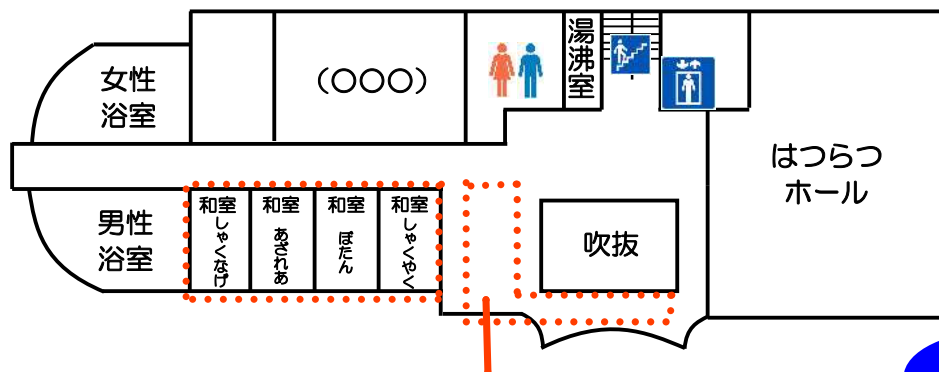 女性
浴室
(○○○)
湯沸室
はつらつ
ホール
男性
浴室
和室
しゃくなげ
和室
あざれあ
和室
ぼたん
和室
しゃくやく
吹抜